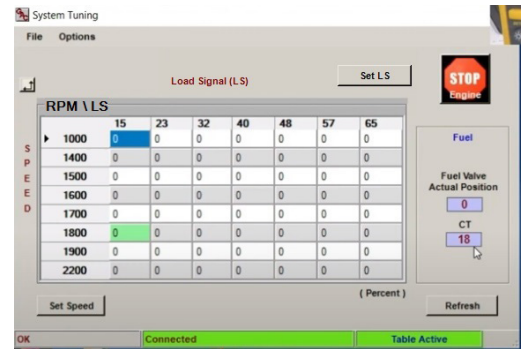 System Tuning
File Options
Load Signal (LS)
Set LS
STOP
Engine
RPM \ LS
15 23 32 40 48 57 65
1000 0 0 0 0 0 0 0
1400 0 0 0 0 0 0 0
1500 0 0 0 0 0 0 0
1600 0 0 0 0 0 0 0
1700 0 0 0 0 0 0 0
1800 0 0 0 0 0 0 0
1900 0 0 0 0 0 0 0
2200 0 0 0 0 0 0 0
SPEED
Fuel
Fuel Valve
Actual Position
0
CT
18
( Percent )
Set Speed
Refresh
OK Connected Table Active